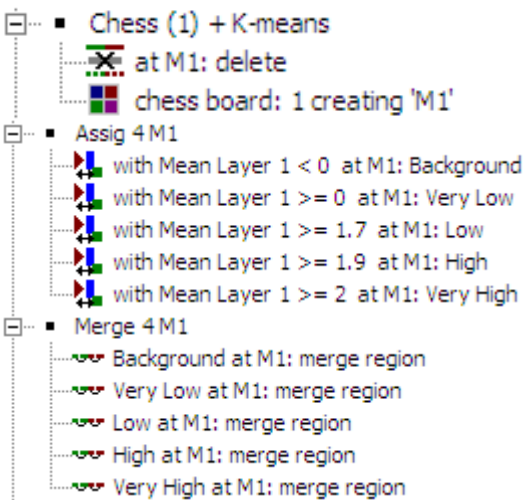 Chess (1) + K-means
at M1: delete
chess board: 1 creating 'M1'
Assig 4 M1
with Mean Layer 1 < 0 at M1: Background
with Mean Layer 1 >= 0 at M1: Very Low
with Mean Layer 1 >= 1.7 at M1: Low
with Mean Layer 1 >= 1.9 at M1: High
with Mean Layer 1 >= 2 at M1: Very High
Merge 4 M1
Background at M1: merge region
Very Low at M1: merge region
Low at M1: merge region
High at M1: merge region
Very High at M1: merge region